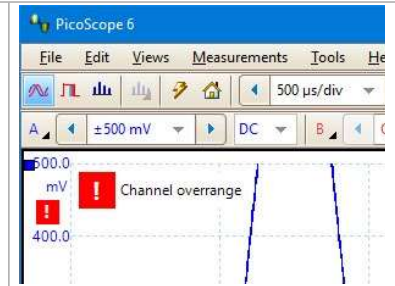 PicoScope 6
File Edit Views Measurements Tools
A ±500 mV DC B 500 µs/div
500.0
mV
! Channel overrange
!
400.0